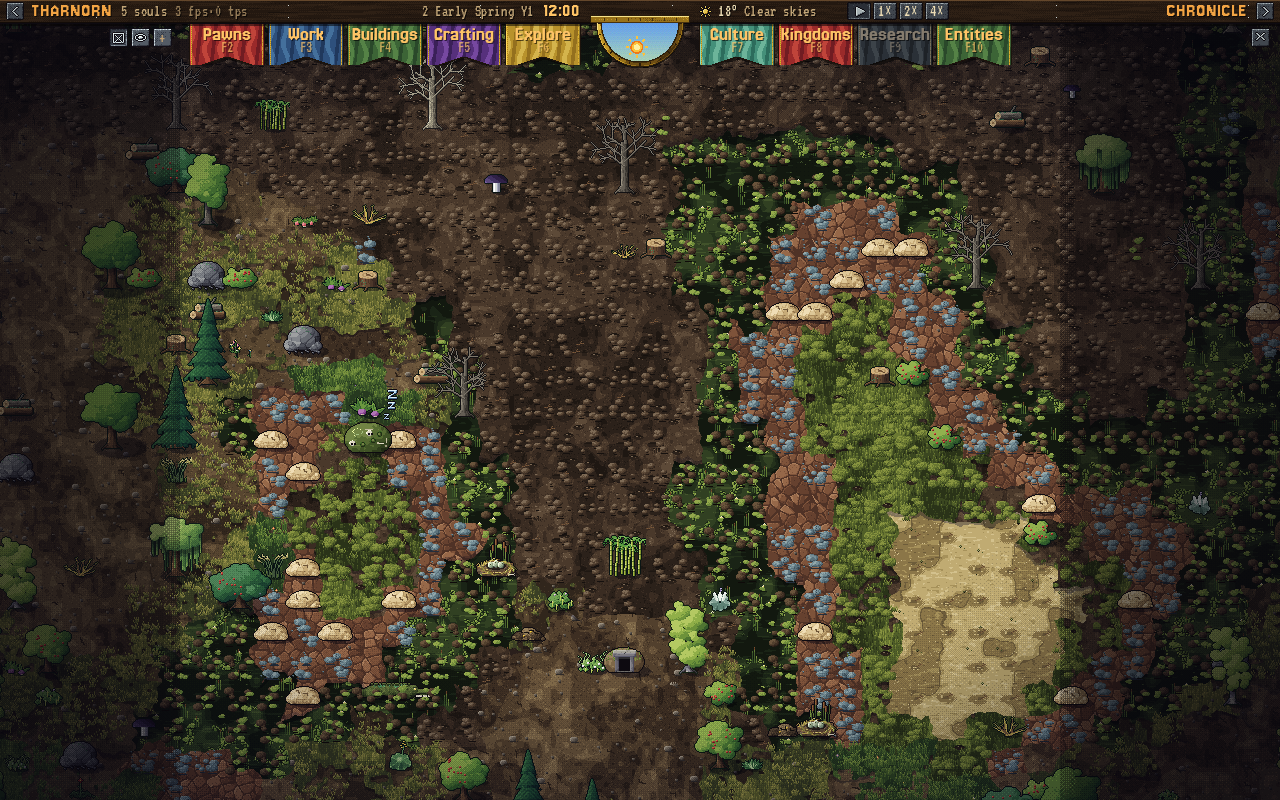 THARNORN 5 souls 3 fps·0 tps
2 Early Spring Y1 12:00
18° Clear skies
1X 2X 4X
CHRONICLE
Pawns
F2
Work
F3
Buildings
F4
Crafting
F5
Explore
F6
Culture
F7
Kingdoms
F8
Research
F9
Entities
F10
z z z